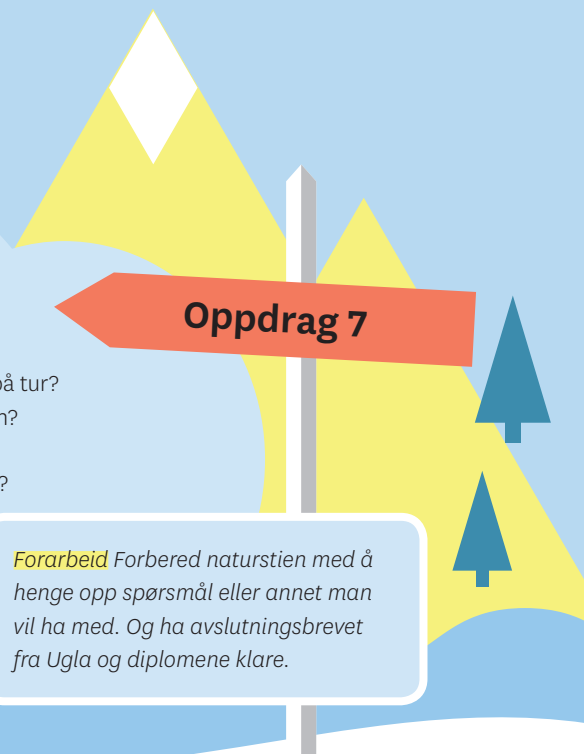 Oppdrag 7
på tur?
?
Forarbeid Forbered naturstien med å
henge opp spørsmål eller annet man
vil ha med. Og ha avslutningsbrevet
fra Ugla og diplomene klare.